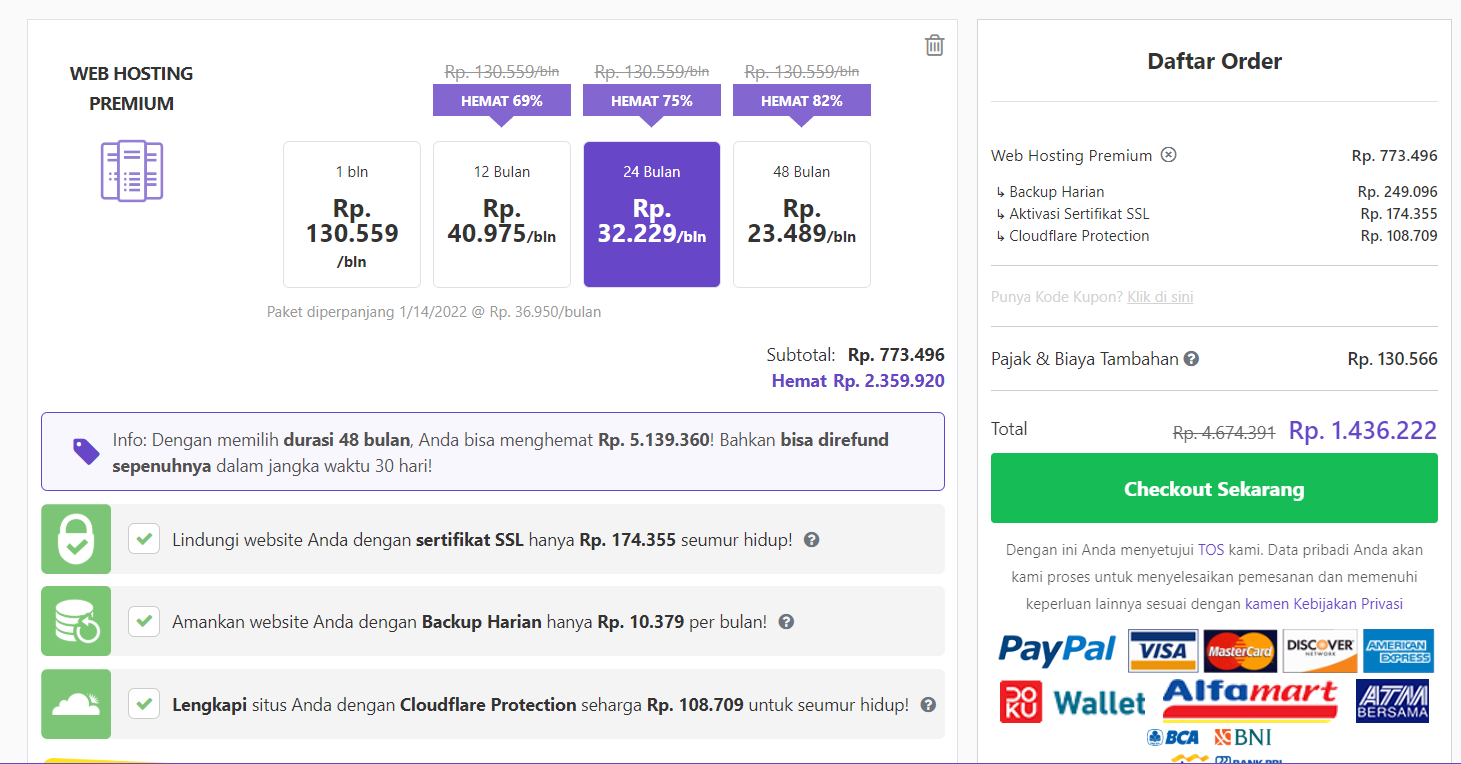 WEB HOSTING
PREMIUM
Rp. 130.559/bln
Rp. 130.559/bln
Rp. 130.559/bln
HEMAT 69%
HEMAT 75%
HEMAT 82%
1 bln
Rp.
130.559
/bln
12 Bulan
Rp.
40.975/bln
24 Bulan
Rp.
32.229/bln
48 Bulan
Rp.
23.489/bln
Paket diperpanjang 1/14/2022 @ Rp. 36.950/bulan
Subtotal: Rp. 773.496
Hemat Rp. 2.359.920
Info: Dengan memilih durasi 48 bulan, Anda bisa menghemat Rp. 5.139.360! Bahkan bisa direfund
sepenuhnya dalam jangka waktu 30 hari!
Lindungi website Anda dengan sertifikat SSL hanya Rp. 174.355 seumur hidup! ?
Amankan website Anda dengan Backup Harian hanya Rp. 10.379 per bulan! ?
Lengkapi situs Anda dengan Cloudflare Protection seharga Rp. 108.709 untuk seumur hidup! ?
Daftar Order
Web Hosting Premium Rp. 773.496
↳ Backup Harian Rp. 249.096
↳ Aktivasi Sertifikat SSL Rp. 174.355
↳ Cloudflare Protection Rp. 108.709
Punya Kode Kupon? Klik di sini
Pajak & Biaya Tambahan ? Rp. 130.566
Total Rp. 4.674.391 Rp. 1.436.222
Checkout Sekarang
Dengan ini Anda menyetujui TOS kami. Data pribadi Anda akan
kami proses untuk menyelesaikan pemesanan dan memenuhi
keperluan lainnya sesuai dengan kamen Kebijakan Privasi
PayPal VISA MasterCard DISCOVER NETWORK AMERICAN EXPRESS
DOKU Wallet Alfamart ATM BERSAMA
BCA BNI
BANK BRI